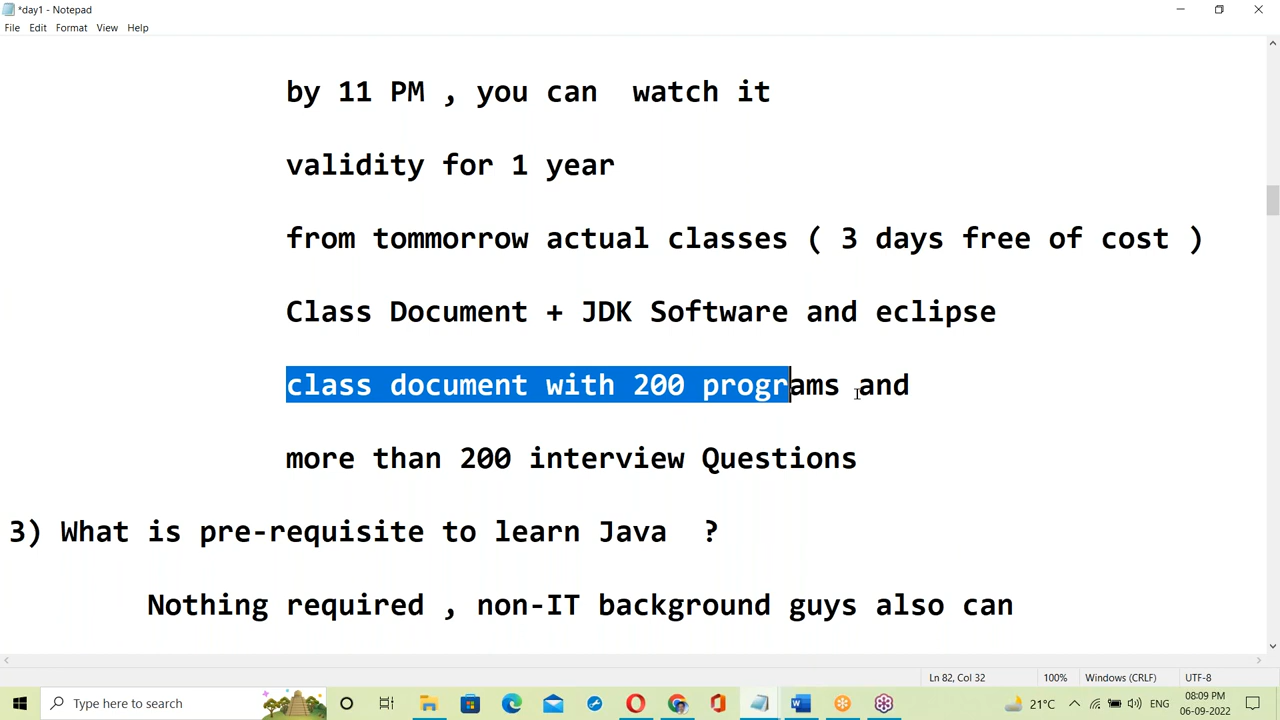 *day1 - Notepad
File Edit Format View Help
by 11 PM , you can watch it
validity for 1 year
from tommorrow actual classes ( 3 days free of cost )
Class Document + JDK Software and eclipse
class document with 200 programs and
more than 200 interview Questions
3) What is pre-requisite to learn Java ?
Nothing required , non-IT background guys also can
Ln 82, Col 32 100% Windows (CRLF) UTF-8
Type here to search 21°C ENG 08:09 PM
06-09-2022